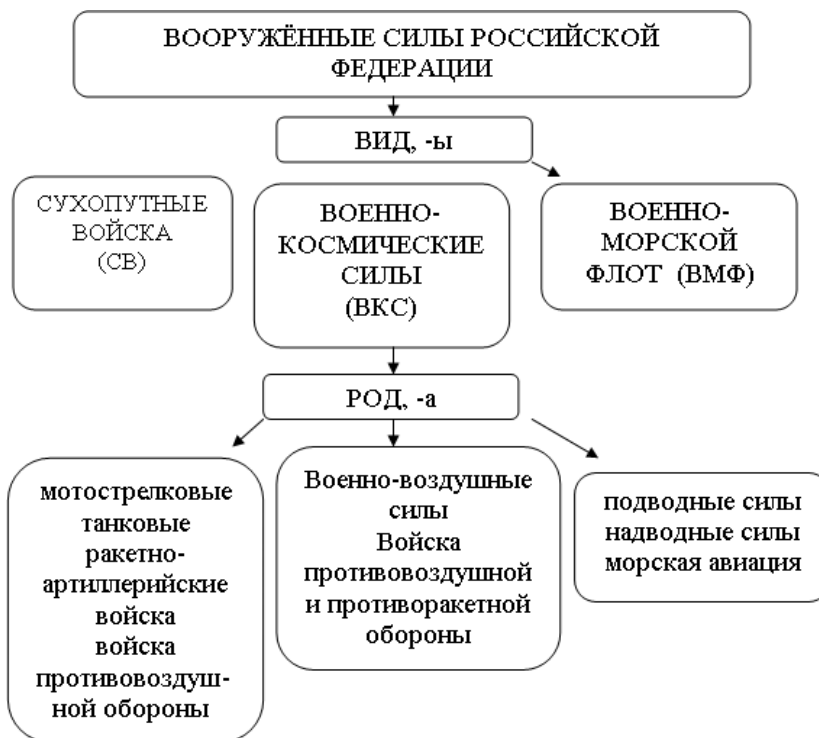 ВООРУЖЁННЫЕ СИЛЫ РОССИЙСКОЙ
ФЕДЕРАЦИИ
ВИД, -ы
СУХОПУТНЫЕ
ВОЙСКА
(СВ)
ВОЕННО-
КОСМИЧЕСКИЕ
СИЛЫ
(ВКС)
ВОЕННО-
МОРСКОЙ
ФЛОТ (ВМФ)
РОД, -а
мотострелковые
танковые
ракетно-
артиллерийские
войска
войска
противовоздуш-
ной обороны
Военно-воздушные
силы
Войска
противовоздушной
и противоракетной
обороны
подводные силы
надводные силы
морская авиация